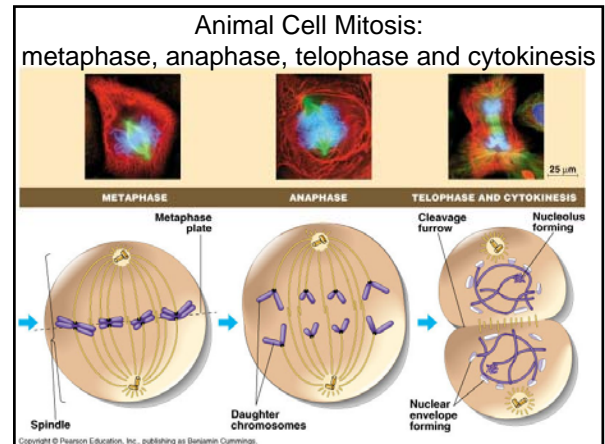 Animal Cell Mitosis:
metaphase, anaphase, telophase and cytokinesis
25 µm
METAPHASE
ANAPHASE
TELOPHASE AND CYTOKINESIS
Metaphase
plate
Cleavage
furrow
Nucleolus
forming
Spindle
Daughter
chromosomes
Nuclear
envelope
forming
Copyright © Pearson Education, Inc., publishing as Benjamin Cummings.